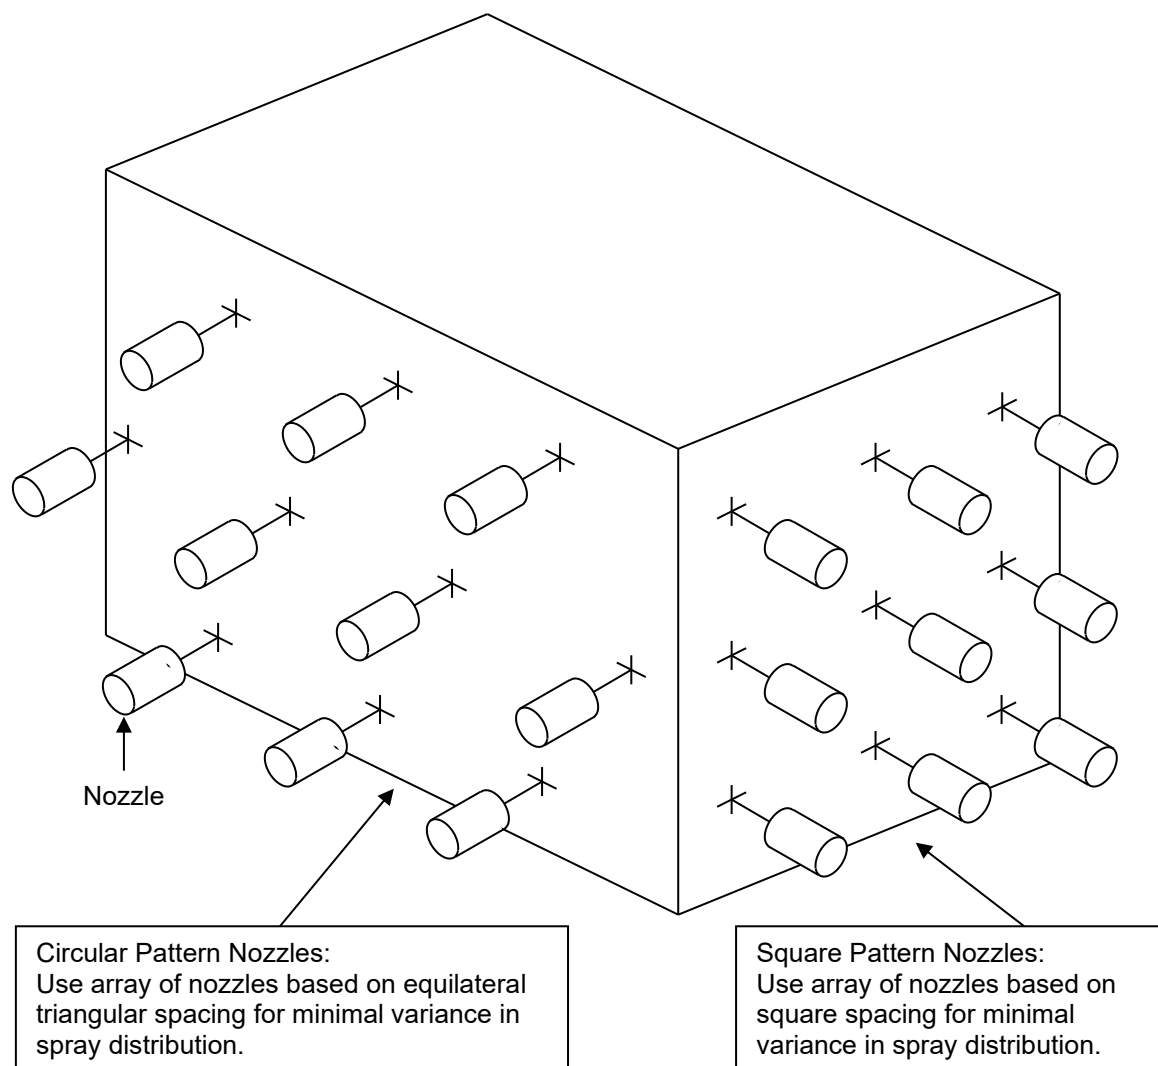 Nozzle
Circular Pattern Nozzles:
Use array of nozzles based on equilateral
triangular spacing for minimal variance in
spray distribution.
Square Pattern Nozzles:
Use array of nozzles based on
square spacing for minimal
variance in spray distribution.